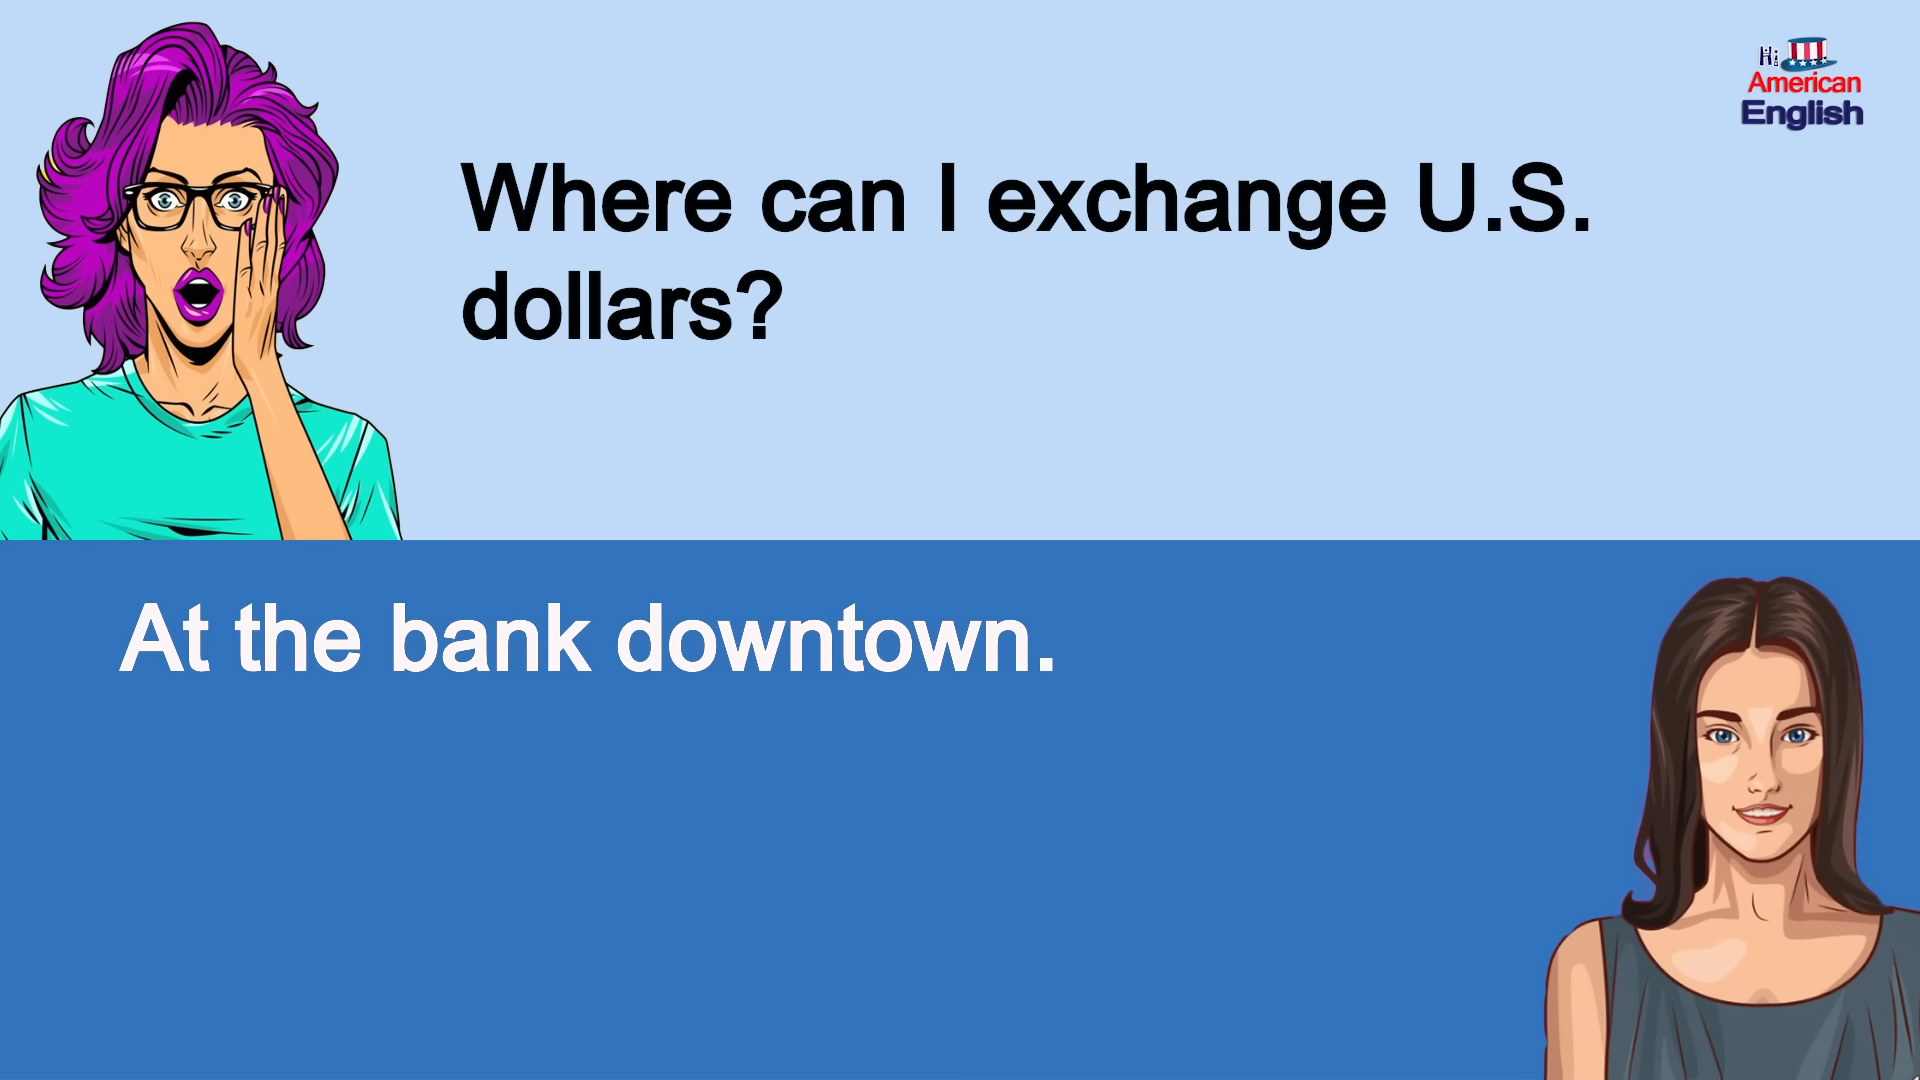 Hi
American
English
Where can I exchange U.S.
dollars?
At the bank downtown.